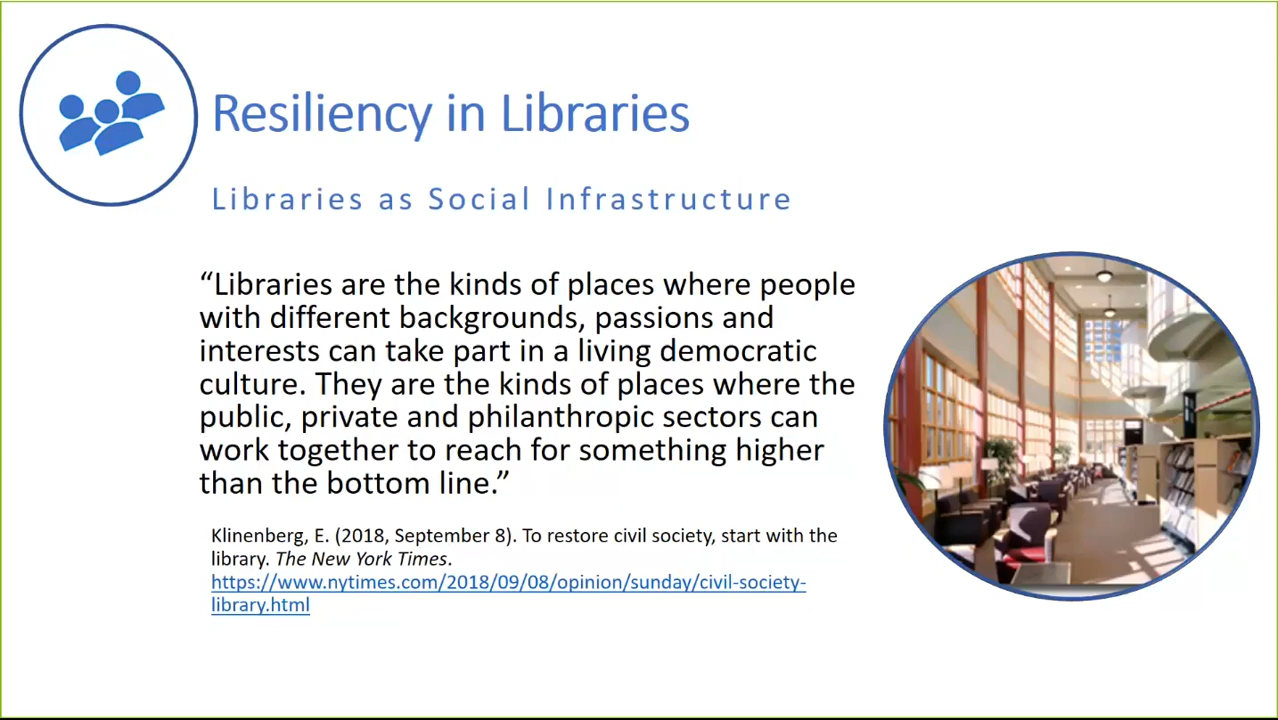 Resiliency in Libraries
Libraries as Social Infrastructure
“Libraries are the kinds of places where people
with different backgrounds, passions and
interests can take part in a living democratic
culture. They are the kinds of places where the
public, private and philanthropic sectors can
work together to reach for something higher
than the bottom line.”
Klinenberg, E. (2018, September 8). To restore civil society, start with the
library. The New York Times.
https://www.nytimes.com/2018/09/08/opinion/sunday/civil-society-
library.html